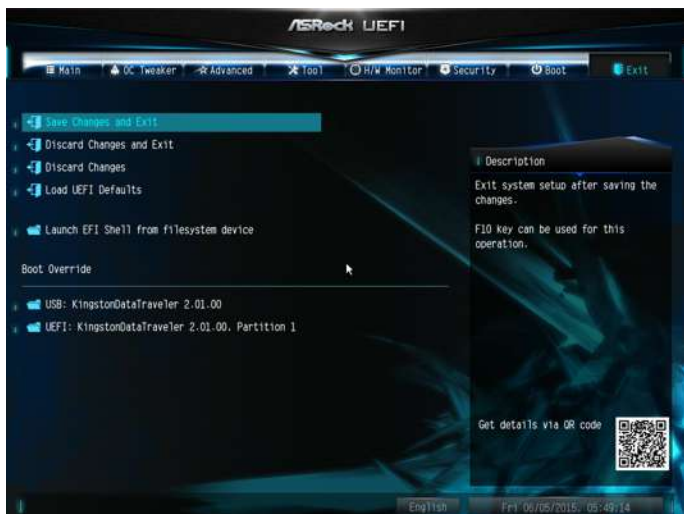 ASRock UEFI
Main OC Tweaker Advanced Tool H/W Monitor Security Boot Exit
Save Changes and Exit
Discard Changes and Exit
Discard Changes
Load UEFI Defaults
Launch EFI Shell from filesystem device
Boot Override
USB: KingstonDataTraveler 2.01.00
UEFI: KingstonDataTraveler 2.01.00. Partition 1
Description
Exit system setup after saving the
changes.
F10 key can be used for this
operation.
Get details via QR code
English
Fri 06/05/2015. 05:49:14